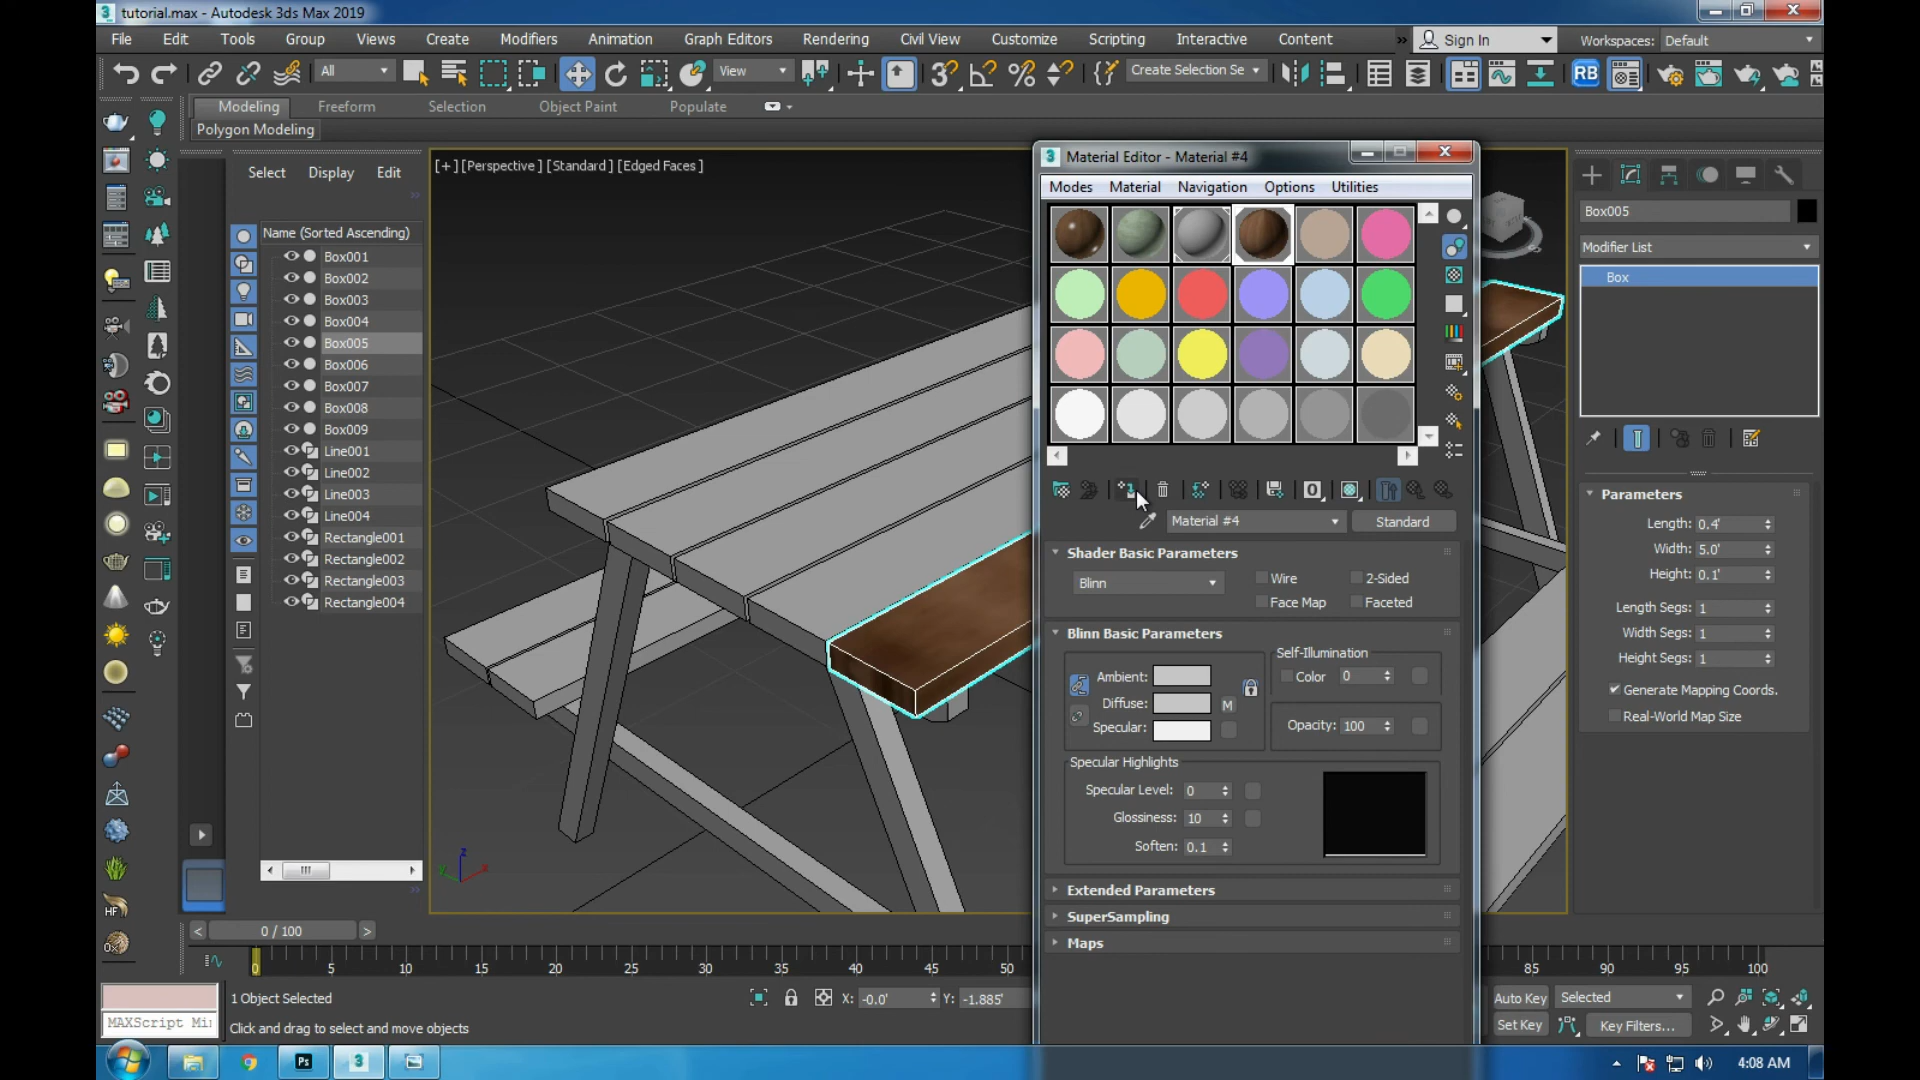 tutorial.max - Autodesk 3ds Max 2019
File Edit Tools Group Views Create Modifiers Animation Graph Editors Rendering Civil View Customize Scripting Interactive Content
Sign In
Workspaces: Default
All
View
Create Selection Se
RB
Modeling Freeform Selection Object Paint Populate
Polygon Modeling
Select Display Edit
Name (Sorted Ascending)
Box001
Box002
Box003
Box004
Box005
Box006
Box007
Box008
Box009
Line001
Line002
Line003
Line004
Rectangle001
Rectangle002
Rectangle003
Rectangle004
[+] [Perspective] [Standard] [Edged Faces]
Material Editor - Material #4
Modes Material Navigation Options Utilities
Material #4
Standard
Shader Basic Parameters
Blinn
Wire
2-Sided
Face Map
Faceted
Blinn Basic Parameters
Self-Illumination
Ambient:
Color 0
Diffuse:
M
Specular:
Opacity: 100
Specular Highlights
Specular Level: 0
Glossiness: 10
Soften: 0.1
Extended Parameters
SuperSampling
Maps
Box005
Modifier List
Box
Parameters
Length: 0.4'
Width: 5.0'
Height: 0.1'
Length Segs: 1
Width Segs: 1
Height Segs: 1
Generate Mapping Coords.
Real-World Map Size
HF
Ox
z
x
y
< 0 / 100 >
0 5 10 15 20 25 30 35 40 45 50 85 90 95 100
1 Object Selected
X: -0.0'
Y: -1.885'
Auto Key
Selected
MAXScript Mi
Click and drag to select and move objects
Set Key
Key Filters...
Ps
3
4:08 AM